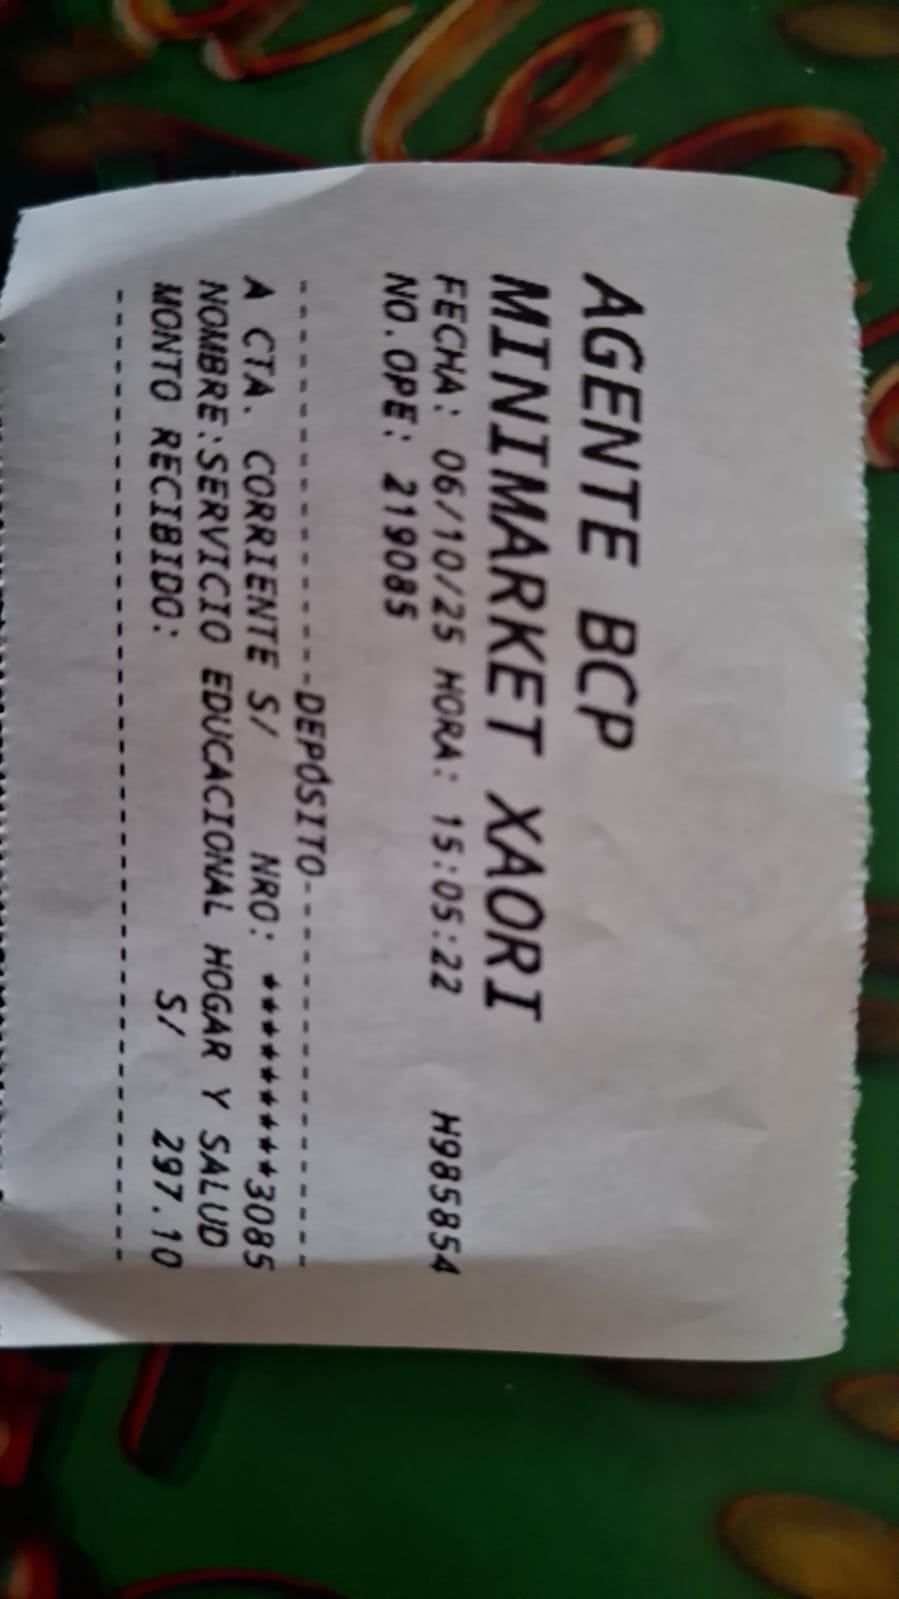 AGENTE BCP
MINIMARKET XAORI
FECHA: 06/10/25 HORA: 15:05:22 H985854
NO.OPE: 219085
--------------------DEPÓSITO--------------------
A CTA. CORRIENTE S/ NRO: *********3085
NOMBRE:SERVICIO EDUCACIONAL HOGAR Y SALUD
MONTO RECIBIDO: S/ 297.10
------------------------------------------------